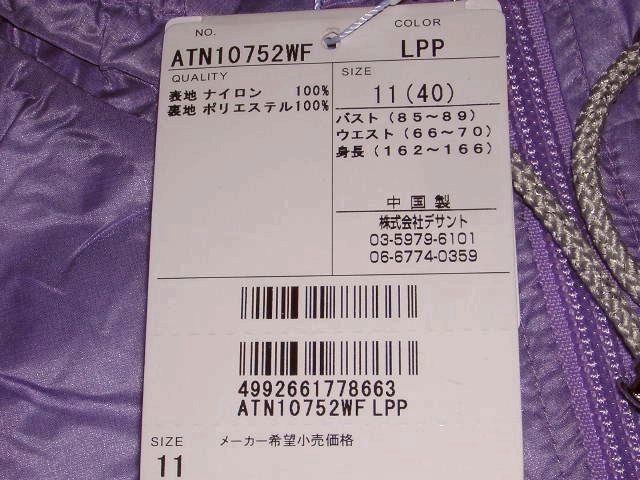 NO.
COLOR
ATN10752WF
LPP
QUALITY
表地 ナイロン 100%
裏地 ポリエステル100%
SIZE
11(40)
バスト(85~89)
ウエスト(66~70)
身長(162~166)
中国製
株式会社デサント
03-5979-6101
06-6774-0359
4992661778663
ATN10752WF LPP
SIZE
メーカー希望小売価格
11